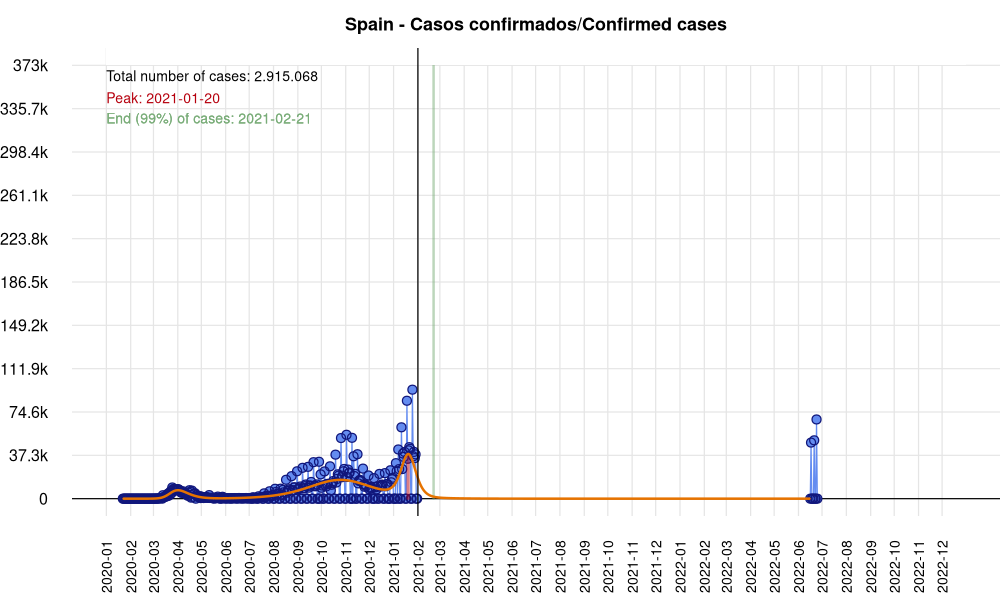 Spain - Casos confirmados/Confirmed cases
Total number of cases: 2.915.068
Peak: 2021-01-20
End (99%) of cases: 2021-02-21
373k
335.7k
298.4k
261.1k
223.8k
186.5k
149.2k
111.9k
74.6k
37.3k
0
2020-01
2020-02
2020-03
2020-04
2020-05
2020-06
2020-07
2020-08
2020-09
2020-10
2020-11
2020-12
2021-01
2021-02
2021-03
2021-04
2021-05
2021-06
2021-07
2021-08
2021-09
2021-10
2021-11
2021-12
2022-01
2022-02
2022-03
2022-04
2022-05
2022-06
2022-07
2022-08
2022-09
2022-10
2022-11
2022-12